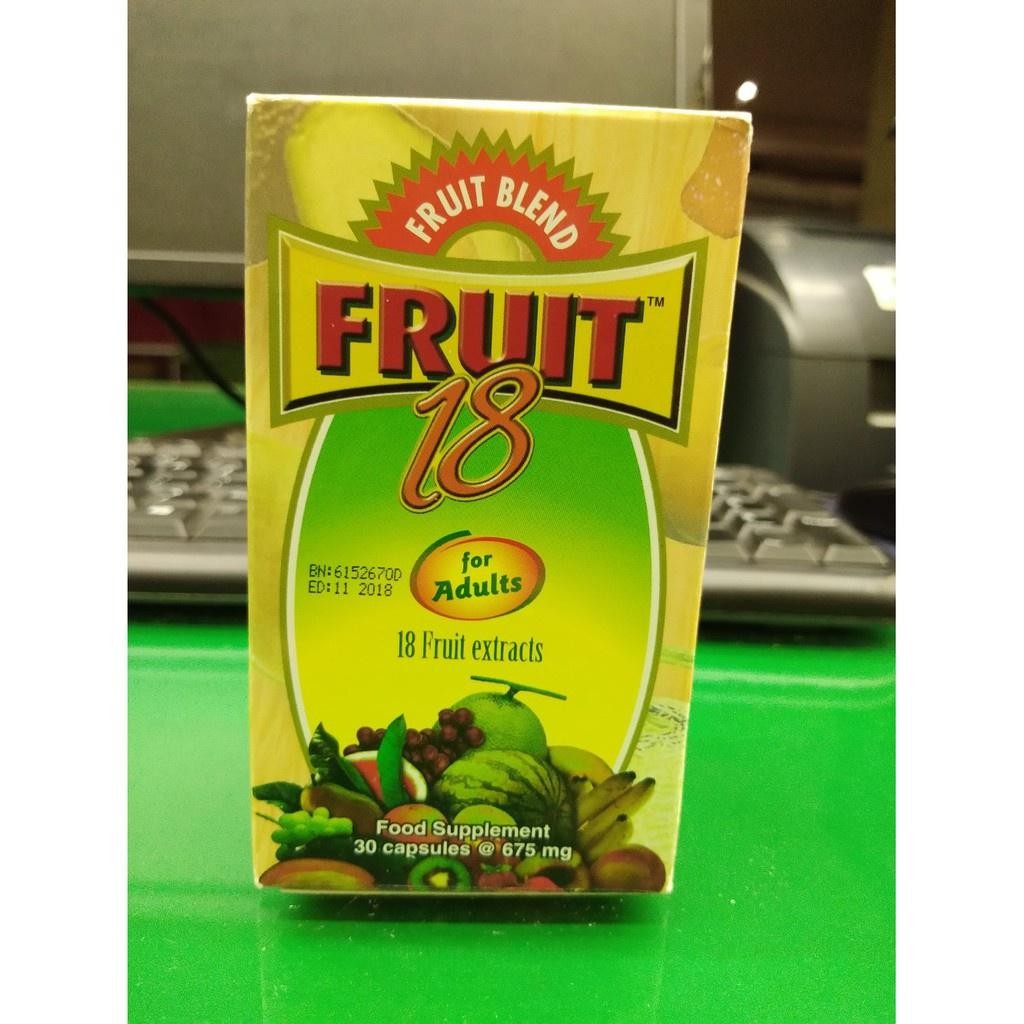 FRUIT BLEND
FRUIT™
18
for
Adults
BN:6152670D
ED:11 2018
18 Fruit extracts
Food Supplement
30 capsules @ 675 mg